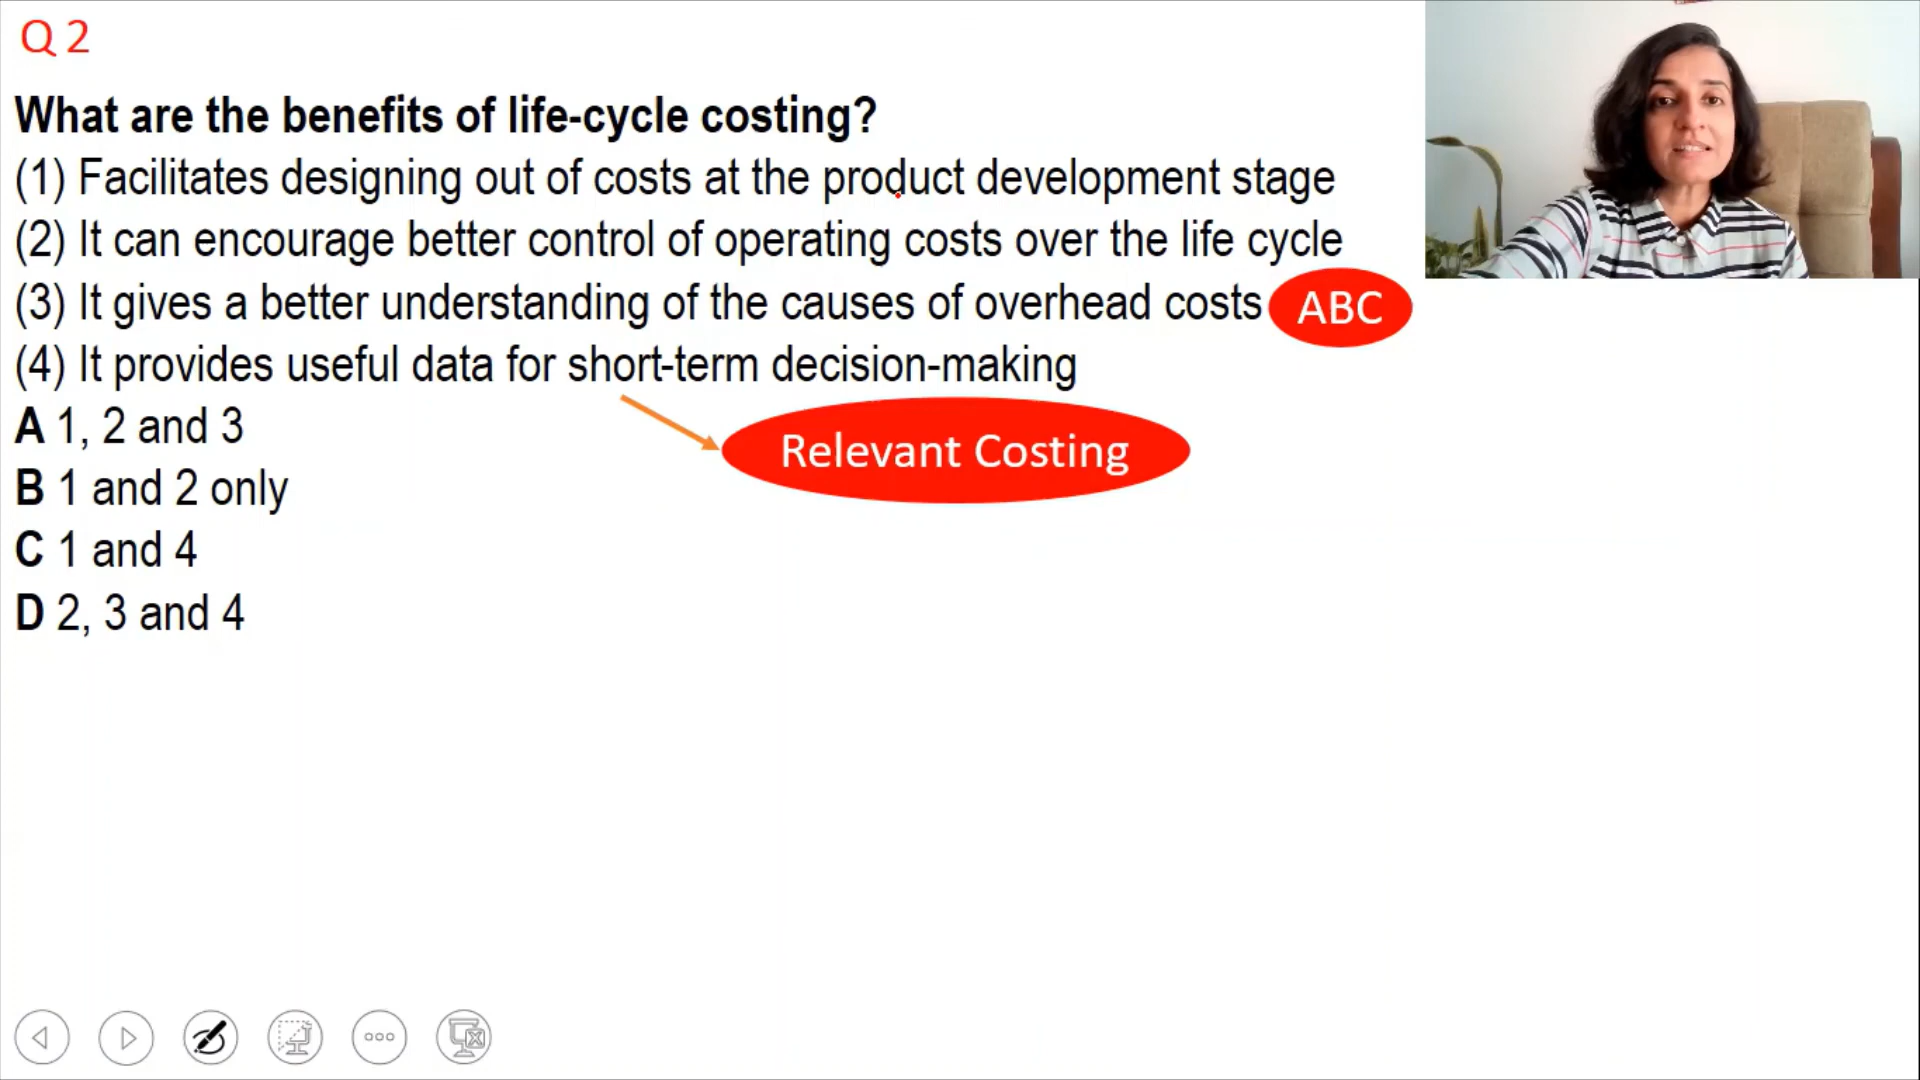 Q 2
What are the benefits of life-cycle costing?
(1) Facilitates designing out of costs at the product development stage
(2) It can encourage better control of operating costs over the life cycle
(3) It gives a better understanding of the causes of overhead costs ABC
(4) It provides useful data for short-term decision-making
A 1, 2 and 3
Relevant Costing
B 1 and 2 only
C 1 and 4
D 2, 3 and 4